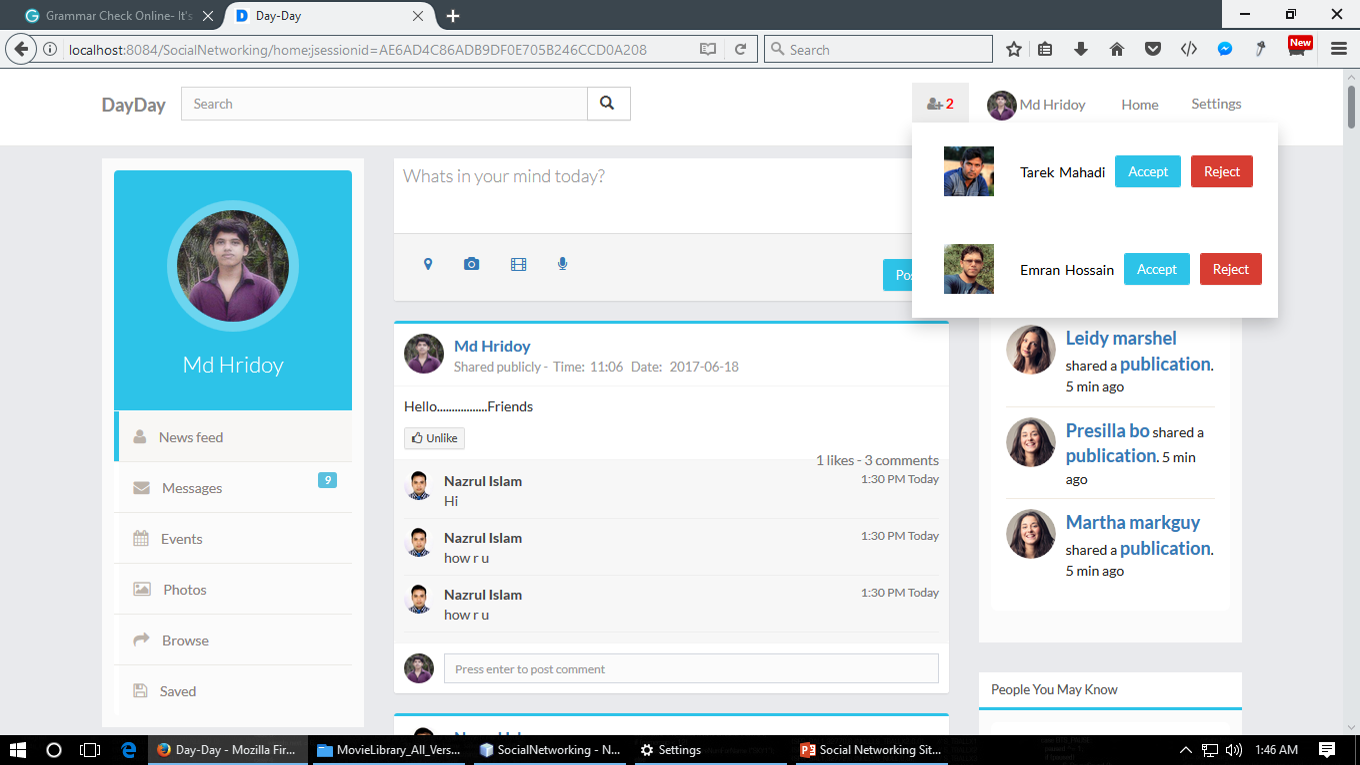 Grammar Check Online- It's
Day-Day
localhost:8084/SocialNetworking/home;jsessionid=AE6AD4C86ADB9DF0E705B246CCD0A208
Search
New
DayDay
Search
2
Md Hridoy
Home
Settings
Tarek Mahadi
Accept
Reject
Emran Hossain
Accept
Reject
Md Hridoy
News feed
Messages
9
Events
Photos
Browse
Saved
Whats in your mind today?
Pos
Md Hridoy
Shared publicly - Time: 11:06 Date: 2017-06-18
Hello.................Friends
Unlike
1 likes - 3 comments
Nazrul Islam
1:30 PM Today
Hi
Nazrul Islam
1:30 PM Today
how r u
Nazrul Islam
1:30 PM Today
how r u
Press enter to post comment
Leidy marshel
shared a publication.
5 min ago
Presilla bo shared a
publication. 5 min
ago
Martha markguy
shared a publication.
5 min ago
People You May Know
Day-Day - Mozilla Fir...
MovieLibrary_All_Vers...
SocialNetworking - N...
Settings
Social Networking Sit...
1:46 AM